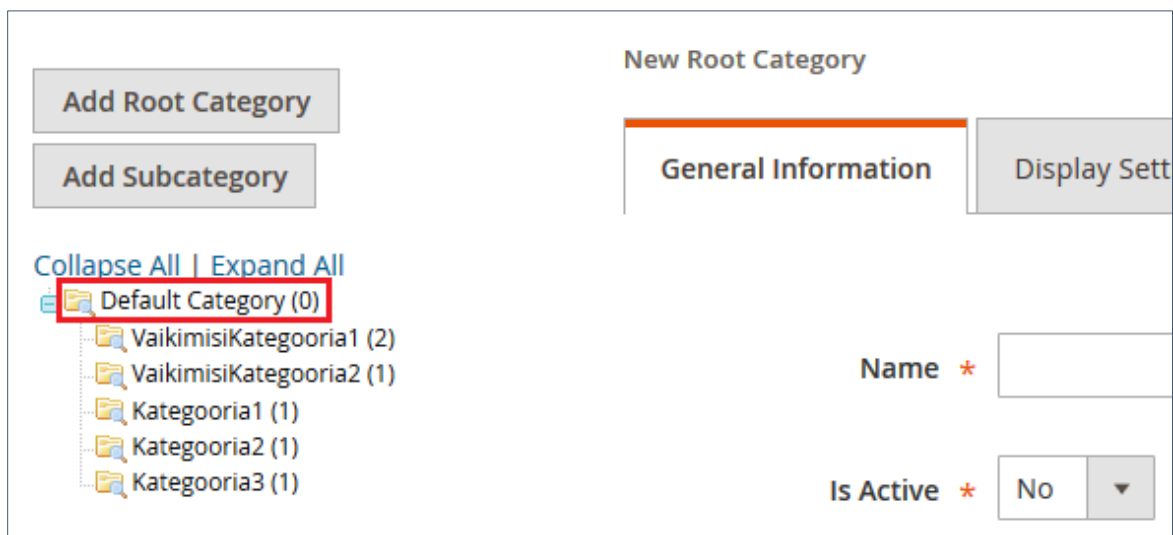 Add Root Category
Add Subcategory
Collapse All | Expand All
Default Category (0)
VaikimisiKategooria1 (2)
VaikimisiKategooria2 (1)
Kategooria1 (1)
Kategooria2 (1)
Kategooria3 (1)
New Root Category
General Information
Display Sett
Name *
Is Active * No